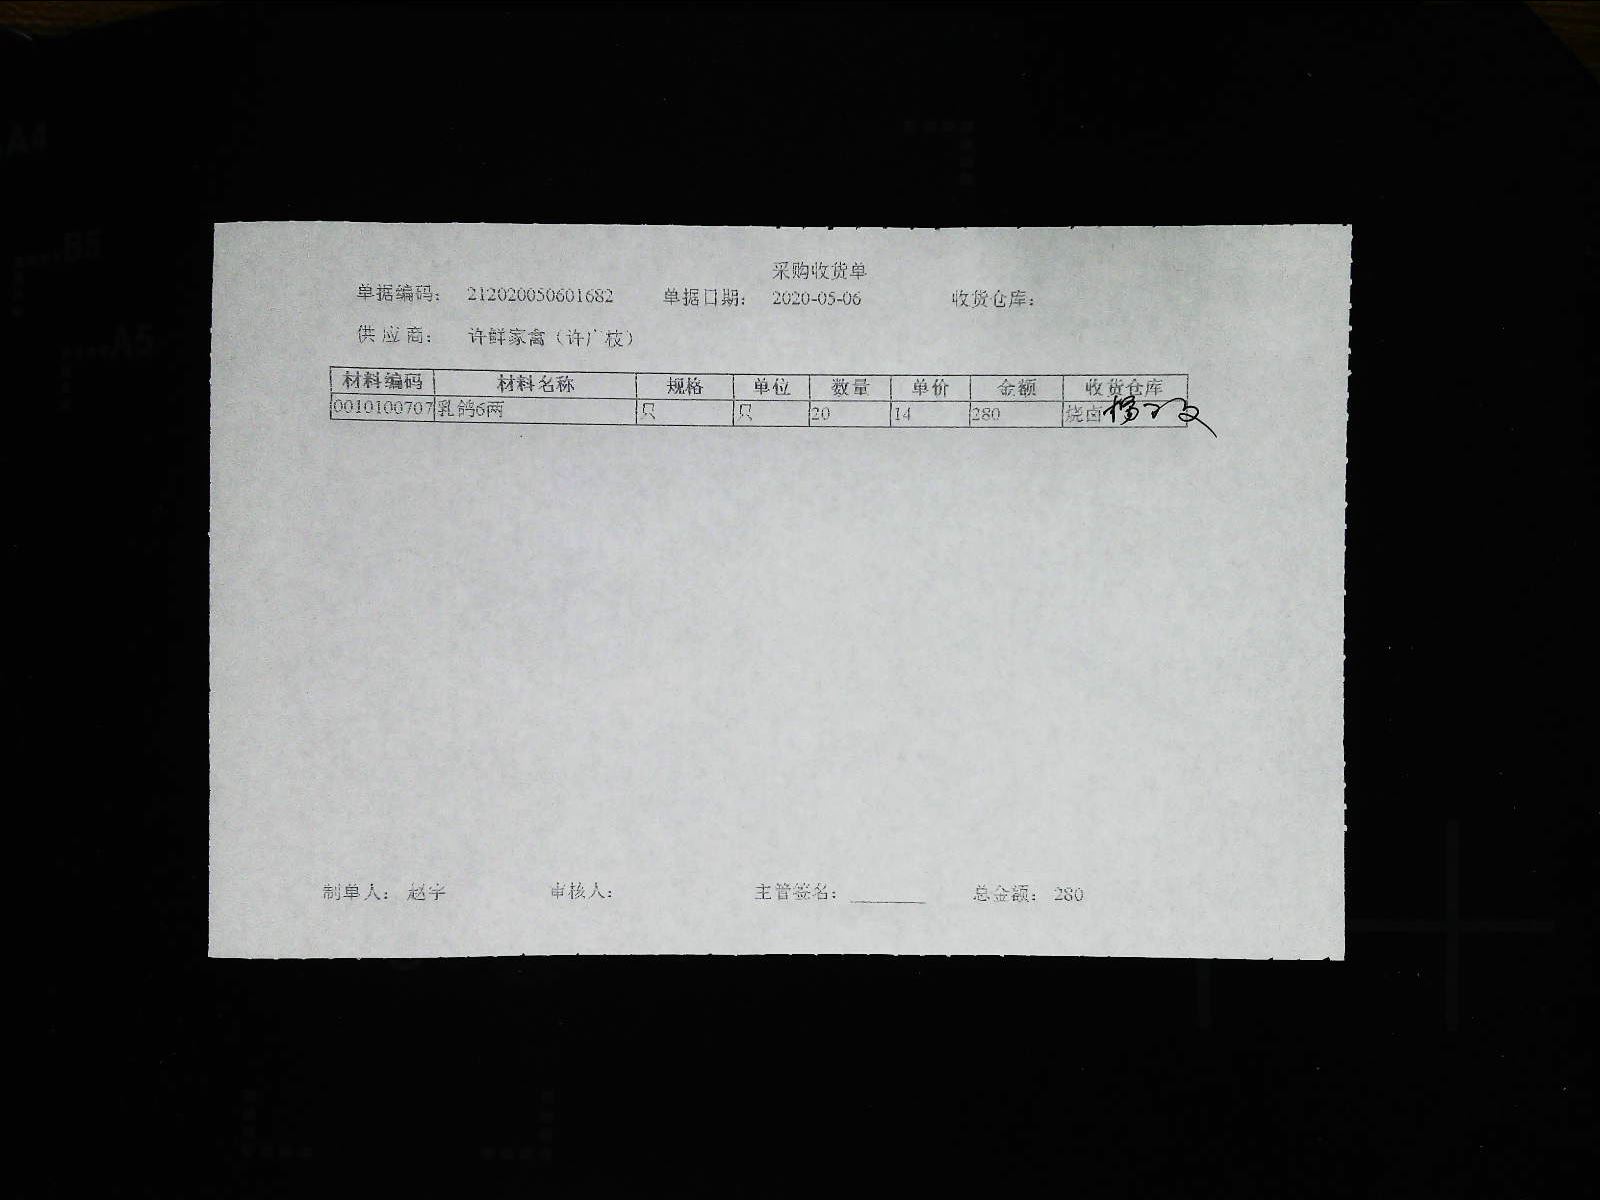 采购收货单
单据编码： 212020050601682 单据日期： 2020-05-06 收货仓库：
供 应 商： 许鲜家禽（许广枝）
材料编码 材料名称 规格 单位 数量 单价 金额 收货仓库
0010100707 乳鸽6两 只 只 20 14 280 烧卤
制单人： 赵宇 审核人： 主管签名： 总金额： 280
A4
B5
A5